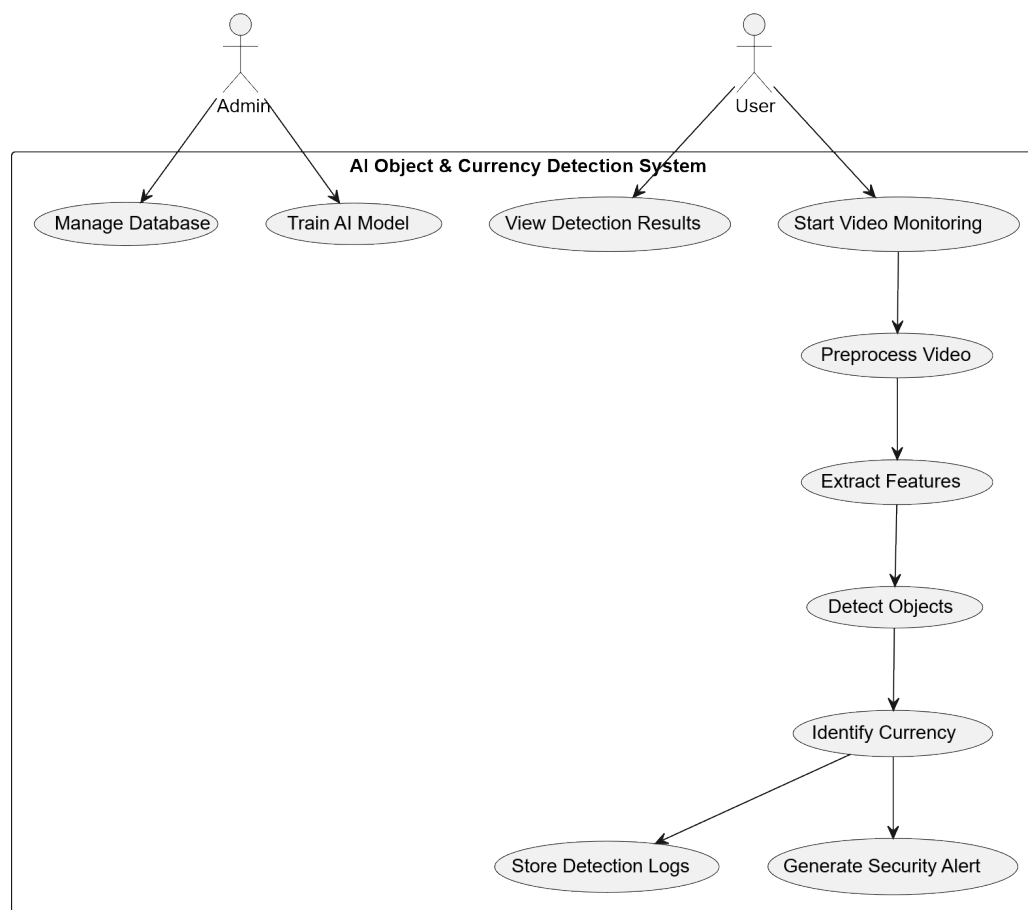 Admin
User
AI Object & Currency Detection System
Manage Database
Train AI Model
View Detection Results
Start Video Monitoring
Preprocess Video
Extract Features
Detect Objects
Identify Currency
Store Detection Logs
Generate Security Alert